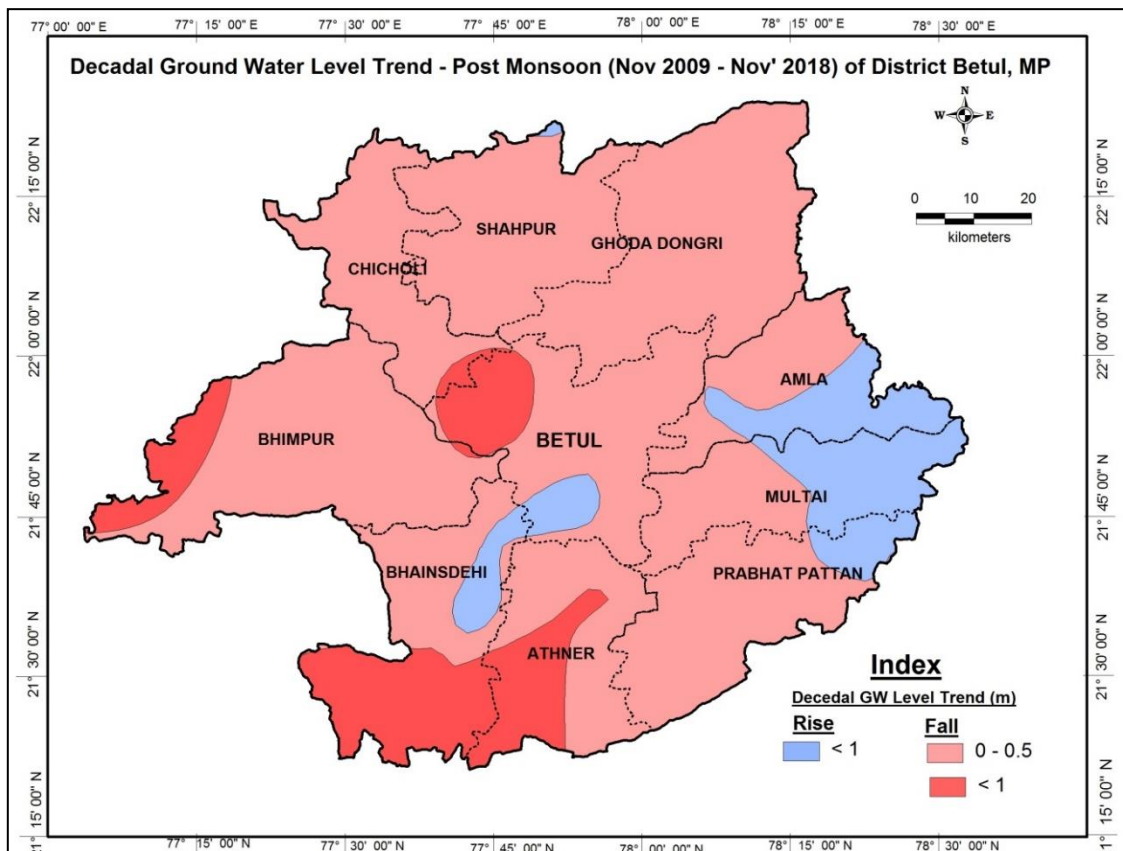 77° 00' 00" E 77° 15' 00" E 77° 30' 00" E 77° 45' 00" E 78° 00' 00" E 78° 15' 00" E 78° 30' 00" E
Decadal Ground Water Level Trend - Post Monsoon (Nov 2009 - Nov' 2018) of District Betul, MP
N
W E
S
22° 15' 00" N
22° 15' 00" N
0 10 20
kilometers
SHAHPUR
GHODA DONGRI
CHICHOLI
22° 00' 00" N
22° 00' 00" N
AMLA
BHIMPUR
BETUL
MULTAI
21° 45' 00" N
21° 45' 00" N
BHAINSDEHI
PRABHAT PATTAN
ATHNER
21° 30' 00" N
21° 30' 00" N
Index
Decedal GW Level Trend (m)
Rise Fall
< 1 0 - 0.5
< 1
21° 15' 00" N
21° 15' 00" N
77° 15' 00" E 77° 30' 00" E 77° 45' 00" E 78° 00' 00" E 78° 15' 00" E 78° 30' 00" E